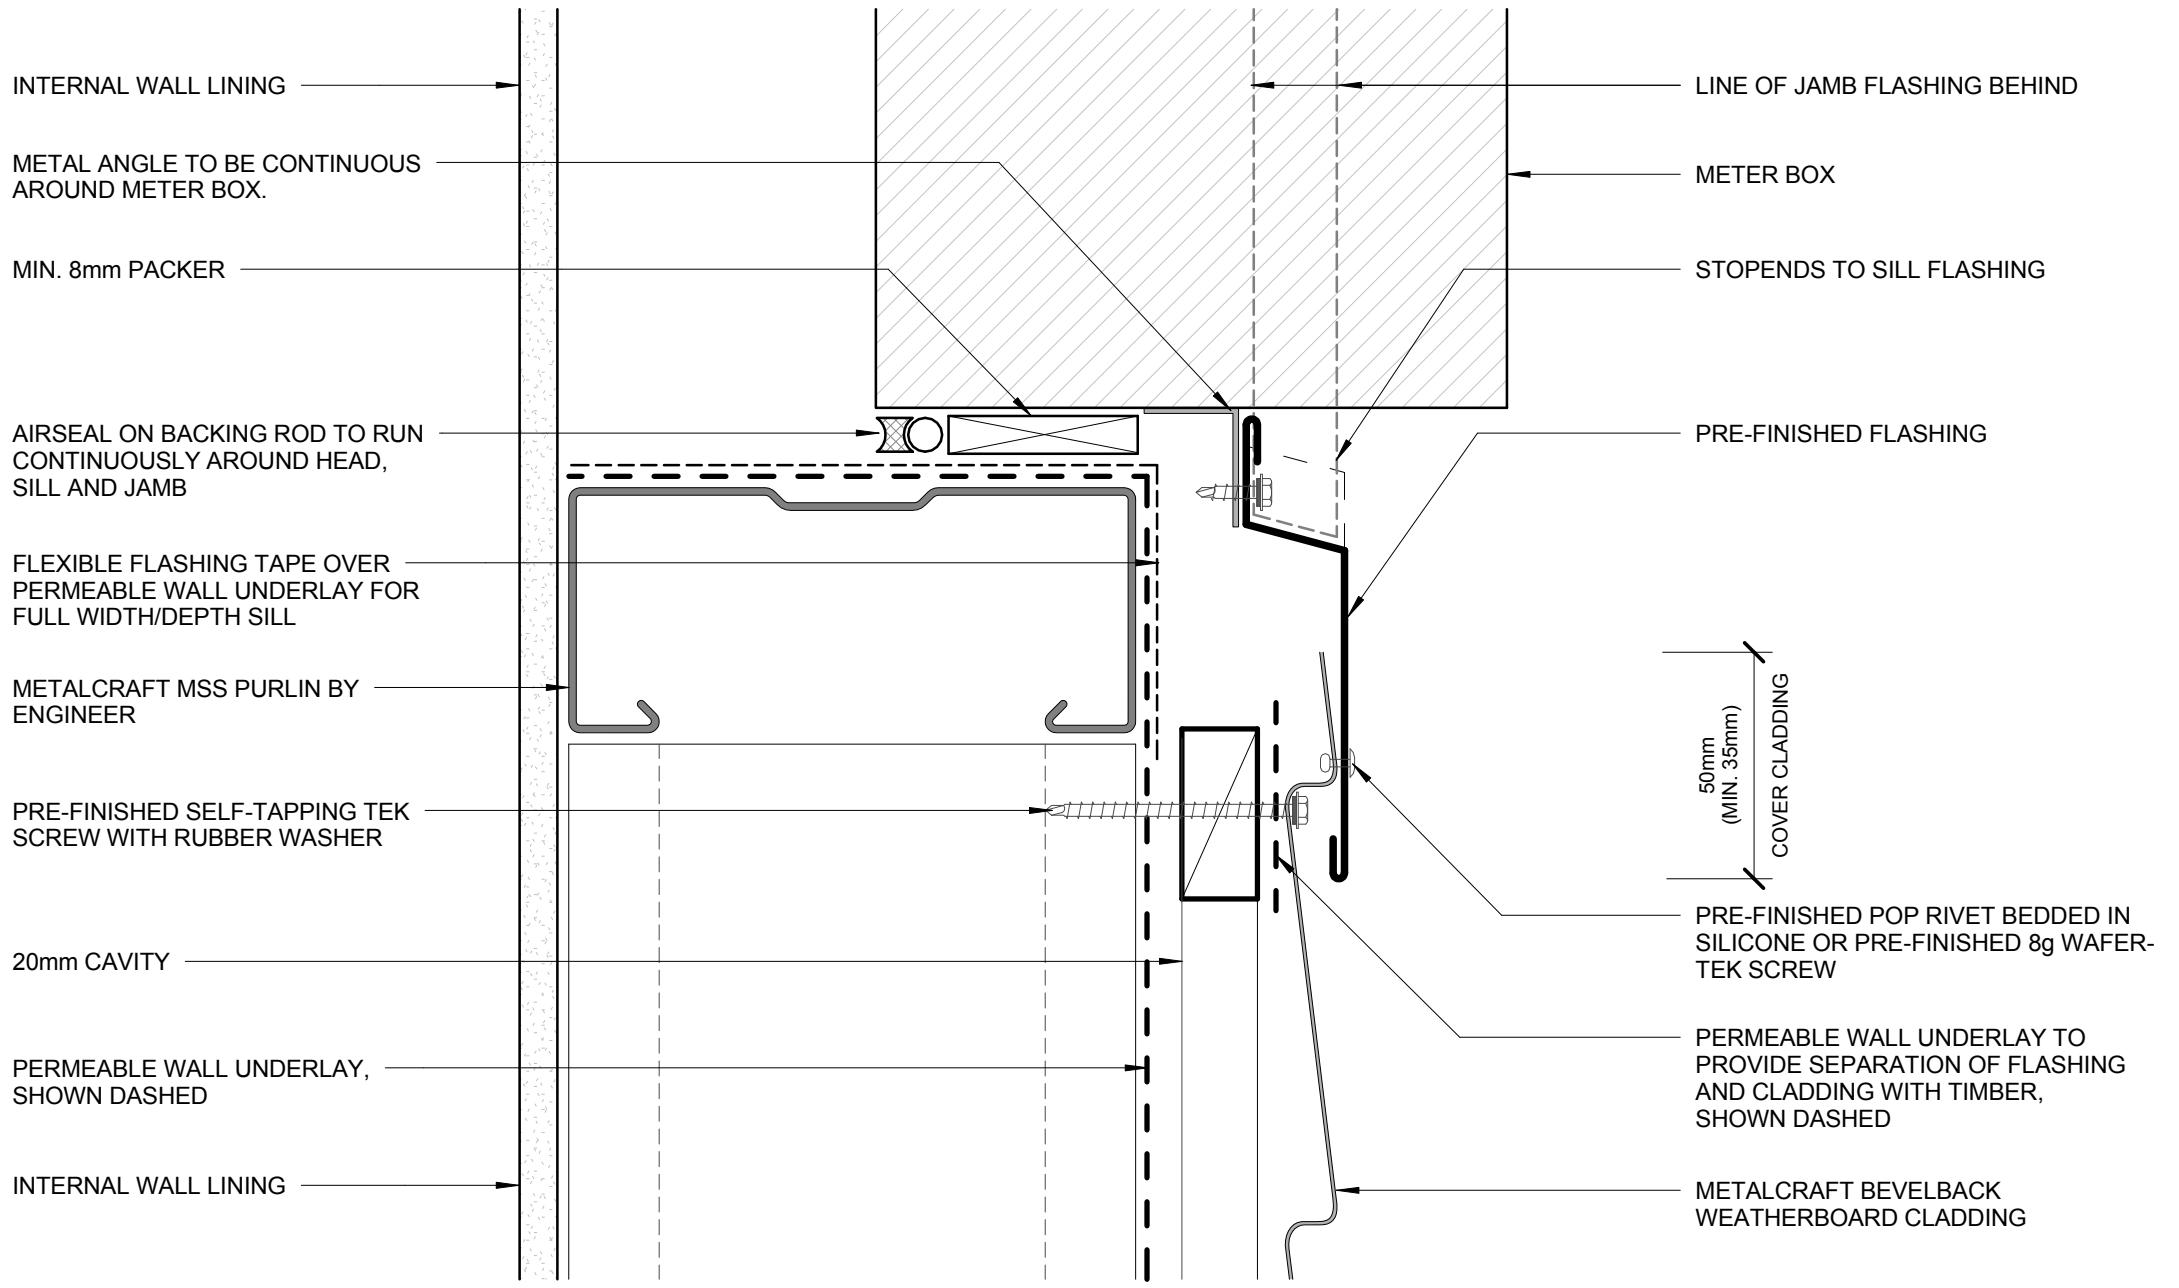 INTERNAL WALL LINING
METAL ANGLE TO BE CONTINUOUS
AROUND METER BOX.
MIN. 8mm PACKER
AIRSEAL ON BACKING ROD TO RUN
CONTINUOUSLY AROUND HEAD,
SILL AND JAMB
FLEXIBLE FLASHING TAPE OVER
PERMEABLE WALL UNDERLAY FOR
FULL WIDTH/DEPTH SILL
METALCRAFT MSS PURLIN BY
ENGINEER
PRE-FINISHED SELF-TAPPING TEK
SCREW WITH RUBBER WASHER
20mm CAVITY
PERMEABLE WALL UNDERLAY,
SHOWN DASHED
INTERNAL WALL LINING
LINE OF JAMB FLASHING BEHIND
METER BOX
STOPENDS TO SILL FLASHING
PRE-FINISHED FLASHING
50mm
(MIN. 35mm)
COVER CLADDING
PRE-FINISHED POP RIVET BEDDED IN
SILICONE OR PRE-FINISHED 8g WAFER-
TEK SCREW
PERMEABLE WALL UNDERLAY TO
PROVIDE SEPARATION OF FLASHING
AND CLADDING WITH TIMBER,
SHOWN DASHED
METALCRAFT BEVELBACK
WEATHERBOARD CLADDING